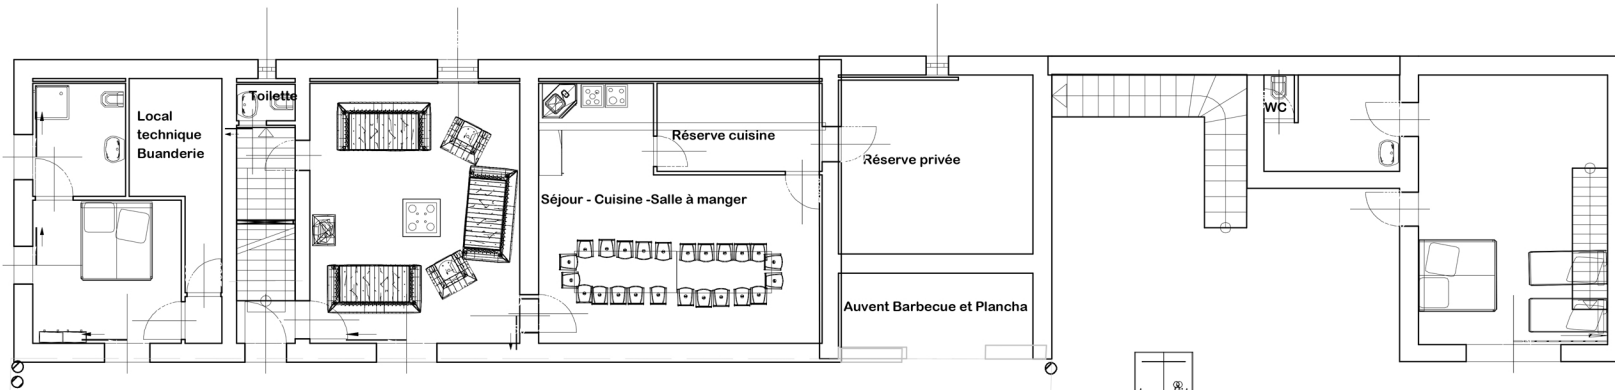 Toilette
Local
technique
Buanderie
Réserve cuisine
Séjour - Cuisine -Salle à manger
Réserve privée
Auvent Barbecue et Plancha
WC